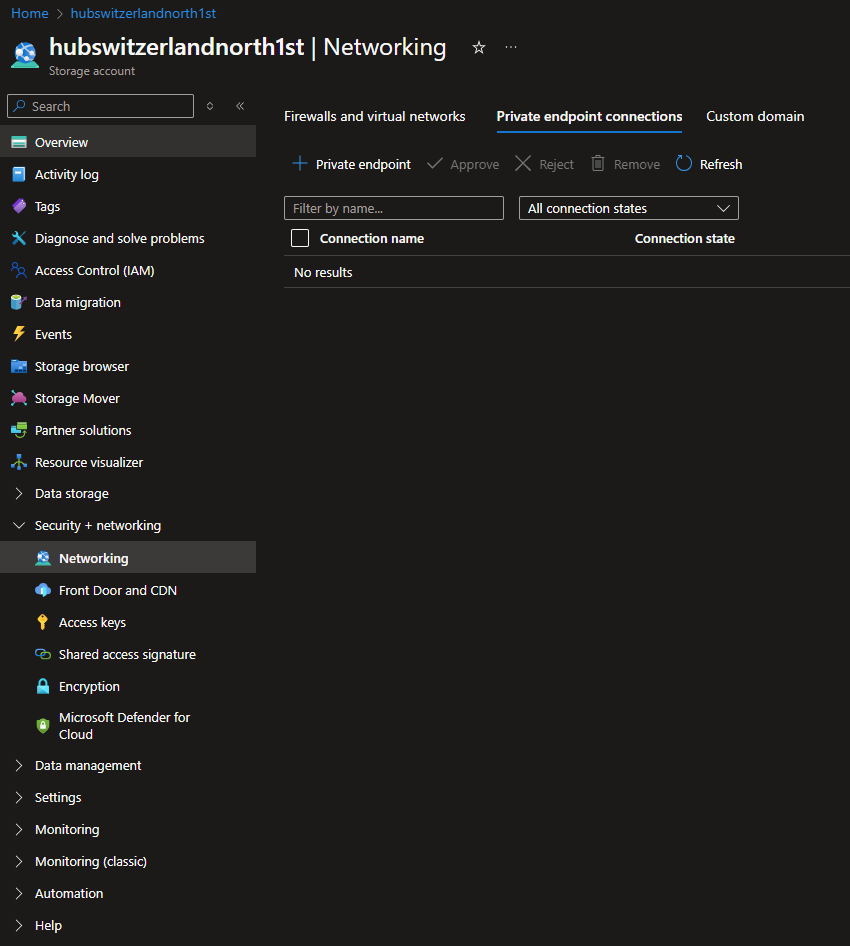 Home > hubswitzerlandnorth1st
hubswitzerlandnorth1st | Networking
Storage account
Search
Overview
Activity log
Tags
Diagnose and solve problems
Access Control (IAM)
Data migration
Events
Storage browser
Storage Mover
Partner solutions
Resource visualizer
Data storage
Security + networking
Networking
Front Door and CDN
Access keys
Shared access signature
Encryption
Microsoft Defender for
Cloud
Data management
Settings
Monitoring
Monitoring (classic)
Automation
Help
Firewalls and virtual networks Private endpoint connections Custom domain
Private endpoint Approve Reject Remove Refresh
Filter by name... All connection states
Connection name Connection state
No results